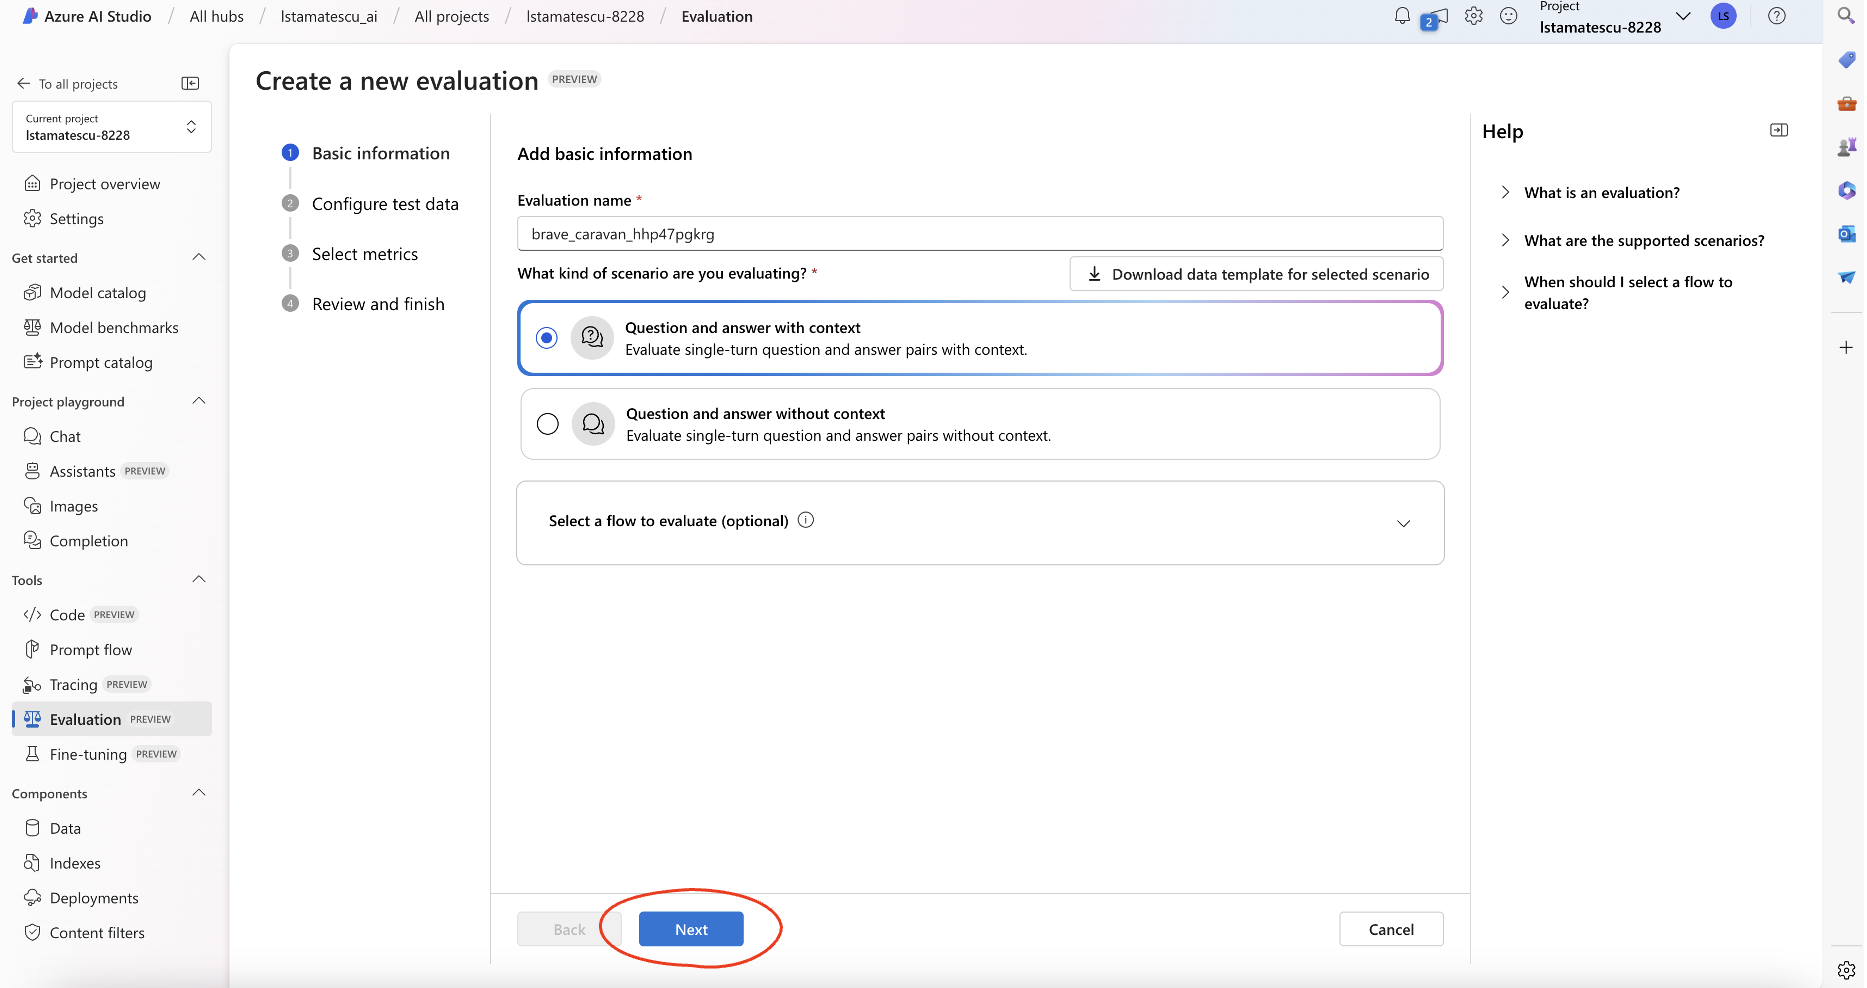 Azure AI Studio / All hubs / lstamatescu_ai / All projects / lstamatescu-8228 / Evaluation
2
Project
lstamatescu-8228
LS
To all projects
Current project
lstamatescu-8228
Project overview
Settings
Get started
Model catalog
Model benchmarks
Prompt catalog
Project playground
Chat
Assistants PREVIEW
Images
Completion
Tools
Code PREVIEW
Prompt flow
Tracing PREVIEW
Evaluation PREVIEW
Fine-tuning PREVIEW
Components
Data
Indexes
Deployments
Content filters
Create a new evaluation PREVIEW
1 Basic information
2 Configure test data
3 Select metrics
4 Review and finish
Add basic information
Evaluation name *
brave_caravan_hhp47pgkrg
What kind of scenario are you evaluating? *
Download data template for selected scenario
Question and answer with context
Evaluate single-turn question and answer pairs with context.
Question and answer without context
Evaluate single-turn question and answer pairs without context.
Select a flow to evaluate (optional)
Back
Next
Cancel
Help
What is an evaluation?
What are the supported scenarios?
When should I select a flow to
evaluate?